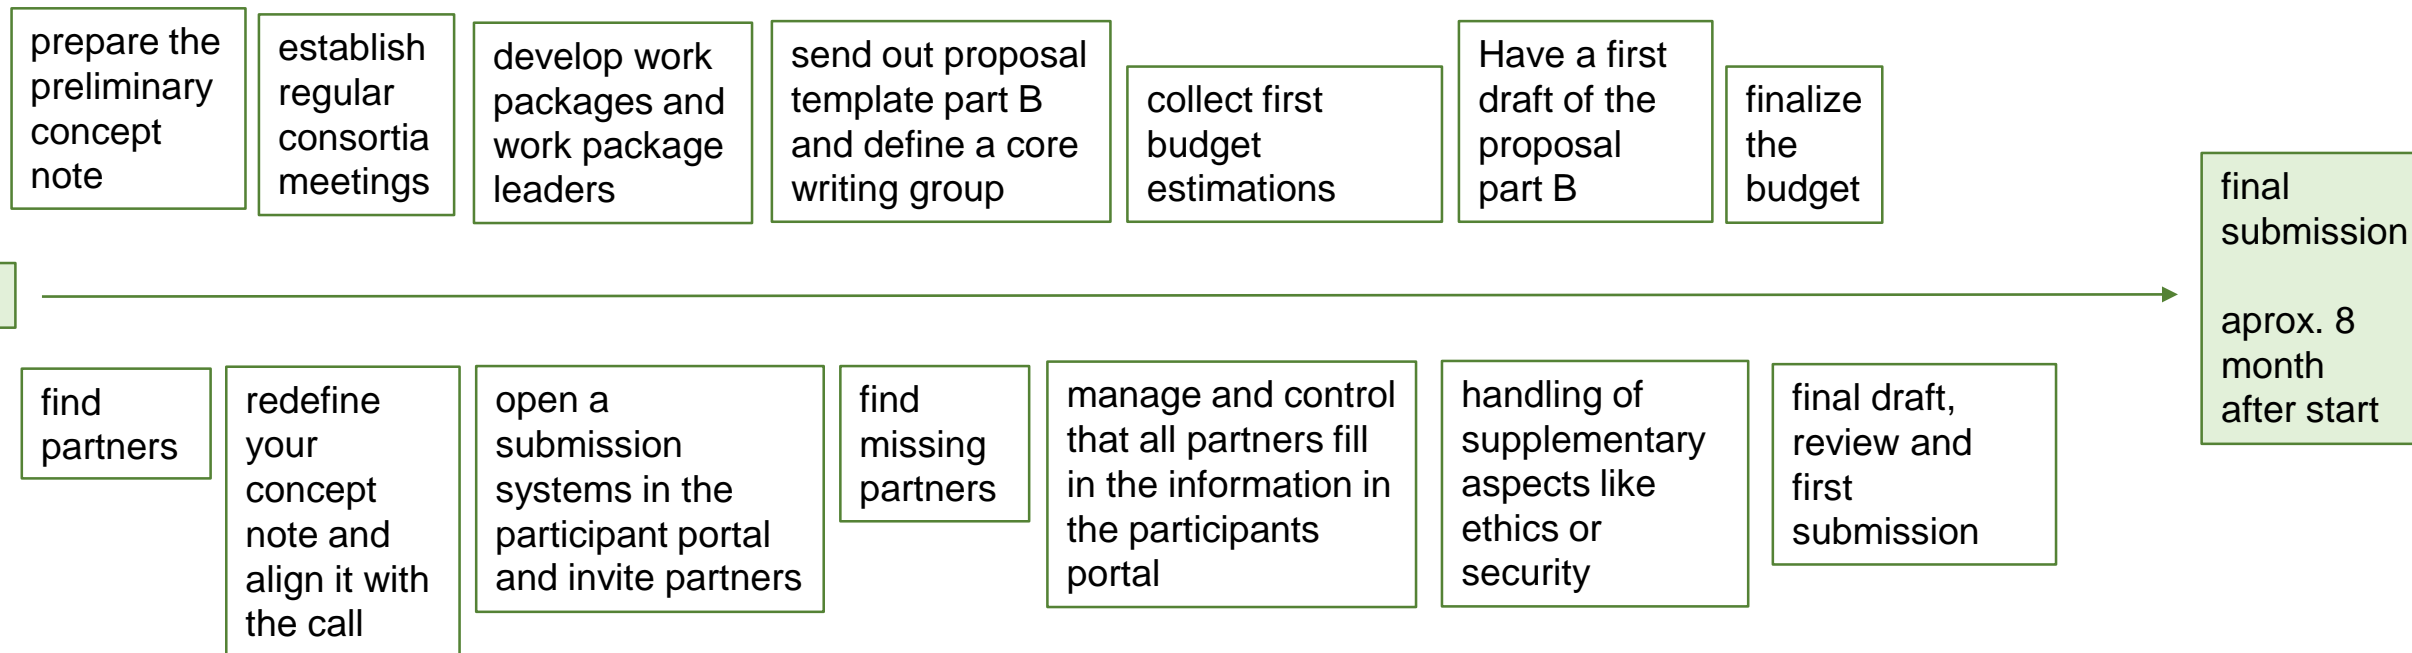 prepare the
preliminary
concept
note
establish
regular
consortia
meetings
develop work
packages and
work package
leaders
send out proposal
template part B
and define a core
writing group
collect first
budget
estimations
Have a first
draft of the
proposal
part B
finalize
the
budget
final
submission
aprox. 8
month
after start
find
partners
redefine
your
concept
note and
align it with
the call
open a
submission
systems in the
participant portal
and invite partners
find
missing
partners
manage and control
that all partners fill
in the information in
the participants
portal
handling of
supplementary
aspects like
ethics or
security
final draft,
review and
first
submission